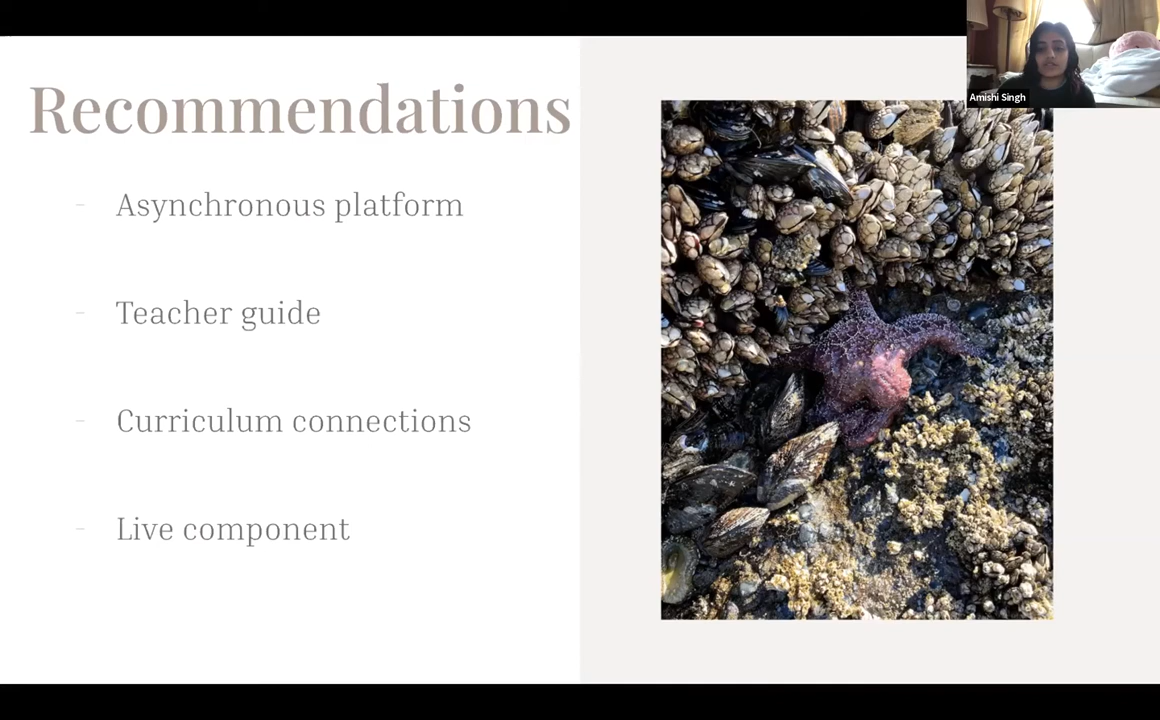 Recommendations
- Asynchronous platform
- Teacher guide
- Curriculum connections
- Live component
Amishi Singh